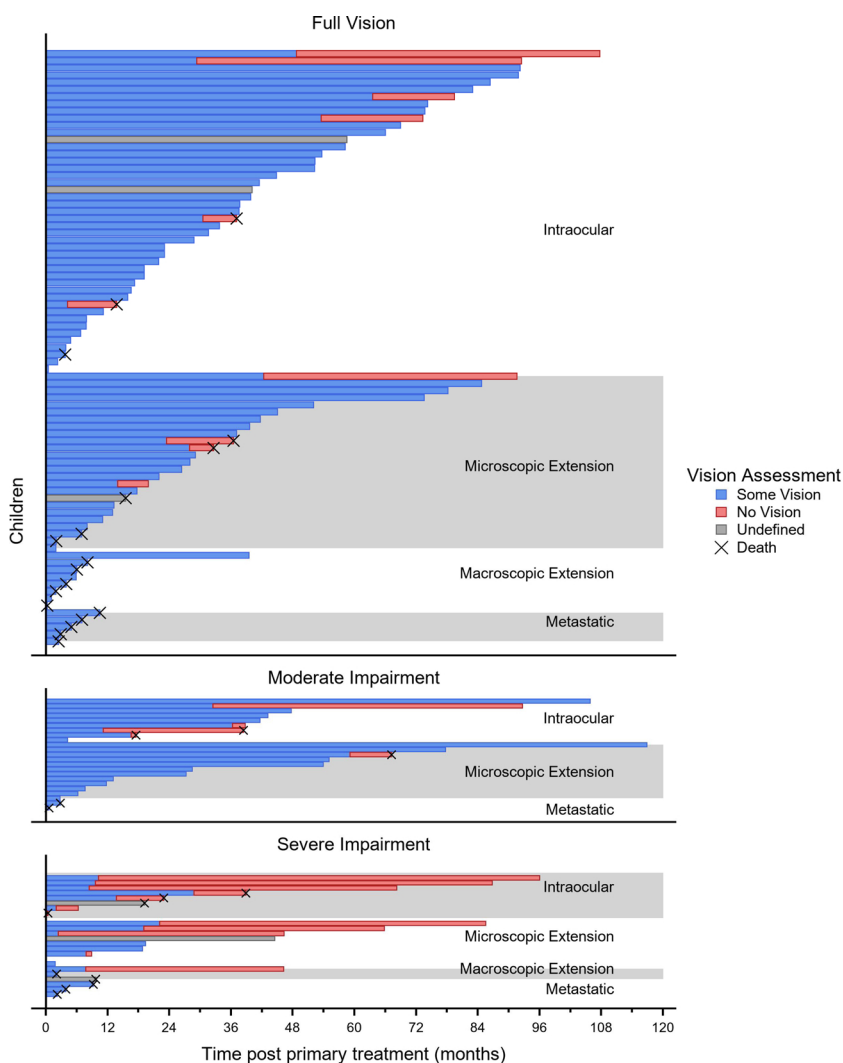 Full Vision
Intraocular
Microscopic Extension
Macroscopic Extension
Metastatic
Children
Vision Assessment
Some Vision
No Vision
Undefined
Death
Moderate Impairment
Intraocular
Microscopic Extension
Metastatic
Severe Impairment
Intraocular
Microscopic Extension
Macroscopic Extension
Metastatic
0 12 24 36 48 60 72 84 96 108 120
Time post primary treatment (months)